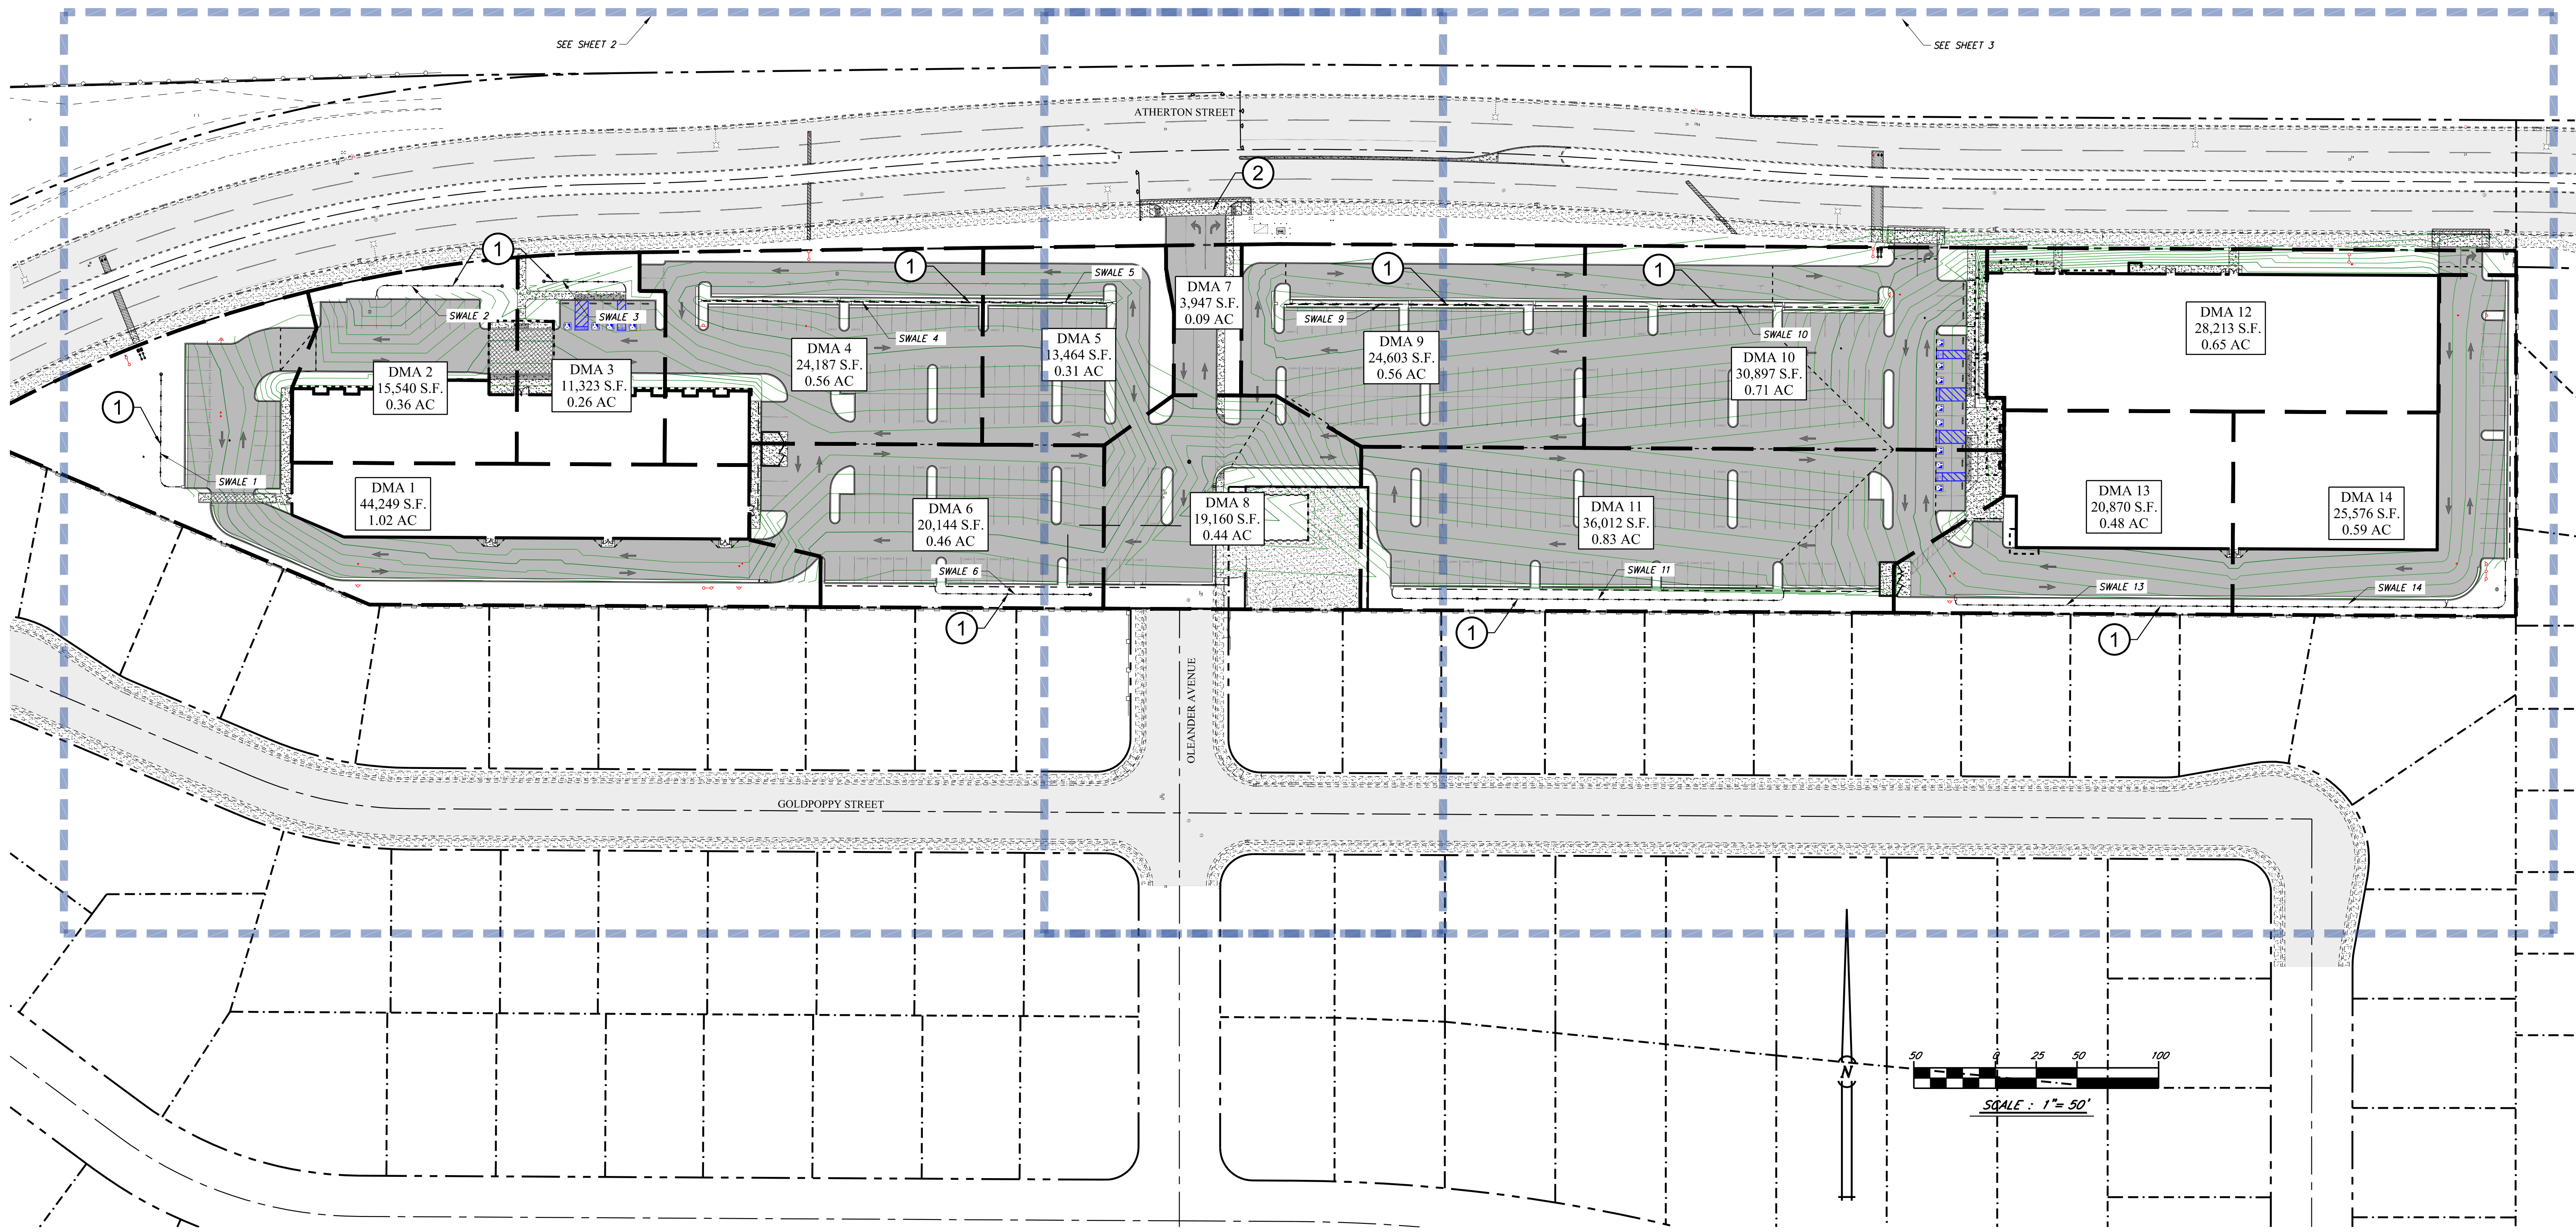 SEE SHEET 2
SEE SHEET 3
ATHERTON STREET
2
1
1
1
1
SWALE 5
SWALE 2
SWALE 3
SWALE 4
SWALE 9
SWALE 10
DMA 7
3,947 S.F.
0.09 AC
DMA 2
15,540 S.F.
0.36 AC
DMA 3
11,323 S.F.
0.26 AC
DMA 4
24,187 S.F.
0.56 AC
DMA 5
13,464 S.F.
0.31 AC
DMA 9
24,603 S.F.
0.56 AC
DMA 10
30,897 S.F.
0.71 AC
DMA 12
28,213 S.F.
0.65 AC
1
SWALE 1
DMA 1
44,249 S.F.
1.02 AC
DMA 6
20,144 S.F.
0.46 AC
DMA 8
19,160 S.F.
0.44 AC
DMA 11
36,012 S.F.
0.83 AC
DMA 13
20,870 S.F.
0.48 AC
DMA 14
25,576 S.F.
0.59 AC
SWALE 6
SWALE 11
SWALE 13
SWALE 14
1
1
1
OLEANDER AVENUE
GOLDPOPPY STREET
N
50 0 25 50 100
SCALE : 1"= 50'